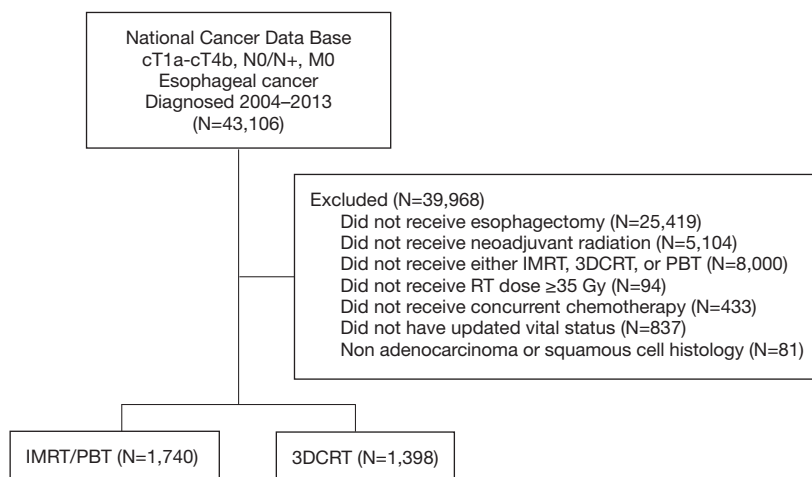 National Cancer Data Base
cT1a-cT4b, N0/N+, M0
Esophageal cancer
Diagnosed 2004–2013
(N=43,106)
Excluded (N=39,968)
Did not receive esophagectomy (N=25,419)
Did not receive neoadjuvant radiation (N=5,104)
Did not receive either IMRT, 3DCRT, or PBT (N=8,000)
Did not receive RT dose ≥35 Gy (N=94)
Did not receive concurrent chemotherapy (N=433)
Did not have updated vital status (N=837)
Non adenocarcinoma or squamous cell histology (N=81)
IMRT/PBT (N=1,740)
3DCRT (N=1,398)